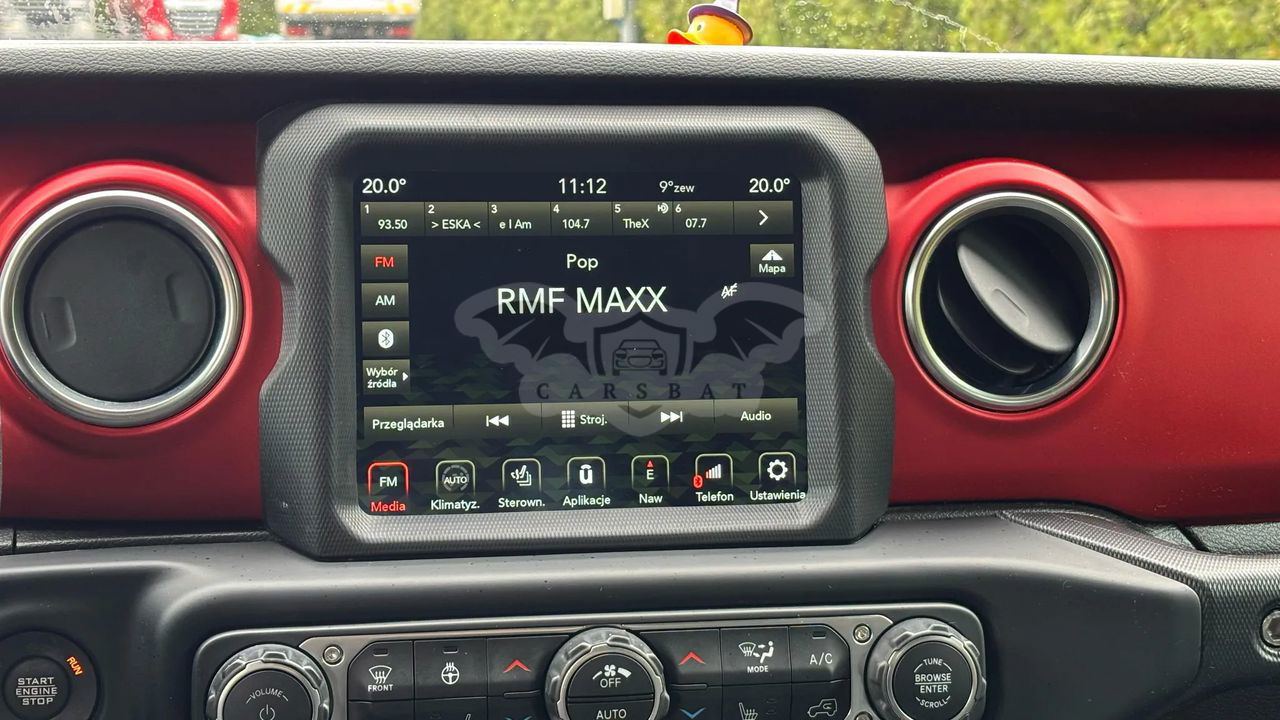 20.0°
11:12
9°zew
20.0°
1 93.50
2 > ESKA <
3 e I Am
4 104.7
5 TheX
6 07.7
FM
Pop
Mapa
AM
RMF MAXX
AF
Wybór
źródła
CARSBAT
Przeglądarka
Stroj.
Audio
FM
AUTO
E
Media
Klimatyz.
Sterown.
Aplikacje
Naw
Telefon
Ustawienia
RUN
START
ENGINE
STOP
VOLUME
FRONT
OFF
AUTO
MODE
A/C
TUNE
BROWSE
ENTER
SCROLL